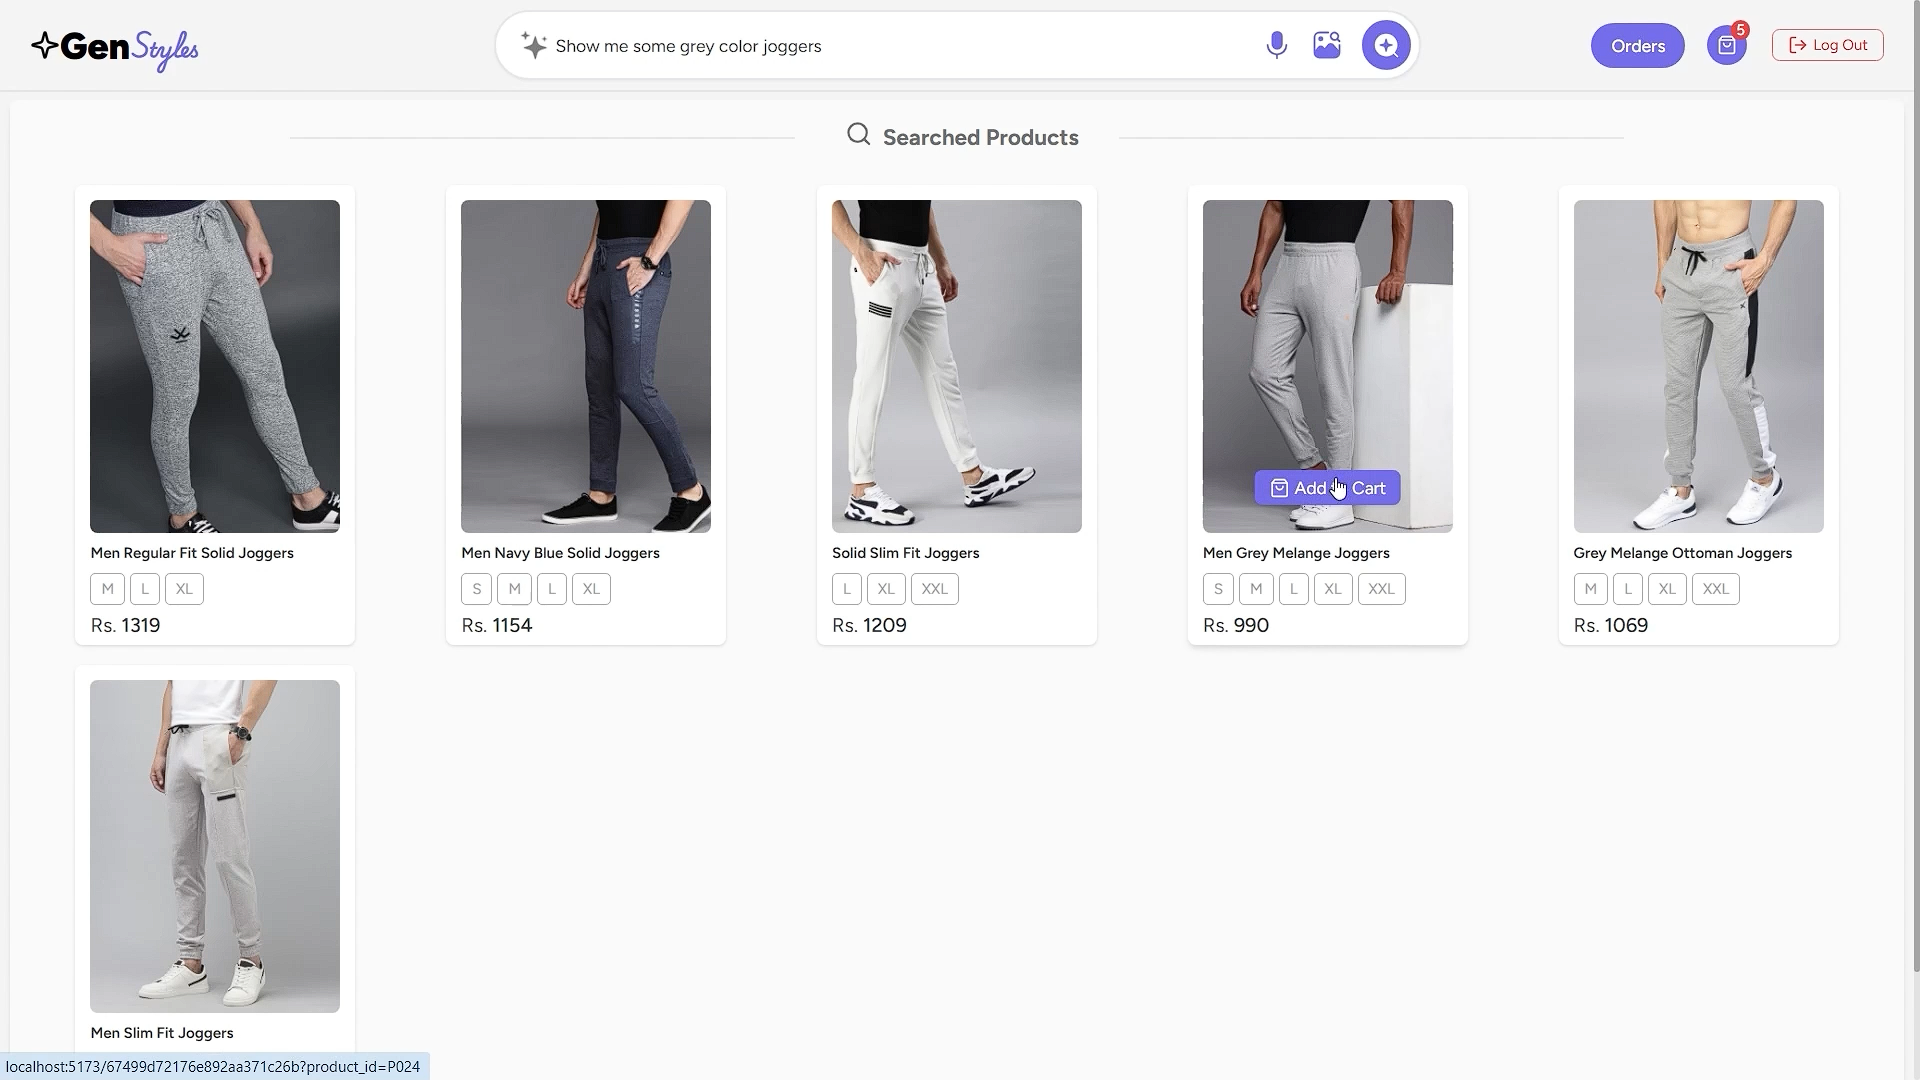 GenStyles
Show me some grey color joggers
Orders
5
Log Out
Searched Products
Add Cart
Men Regular Fit Solid Joggers
M L XL
Rs. 1319
Men Navy Blue Solid Joggers
S M L XL
Rs. 1154
Solid Slim Fit Joggers
L XL XXL
Rs. 1209
Men Grey Melange Joggers
S M L XL XXL
Rs. 990
Grey Melange Ottoman Joggers
M L XL XXL
Rs. 1069
Men Slim Fit Joggers
localhost:5173/67499d72176e892aa371c26b?product_id=P024